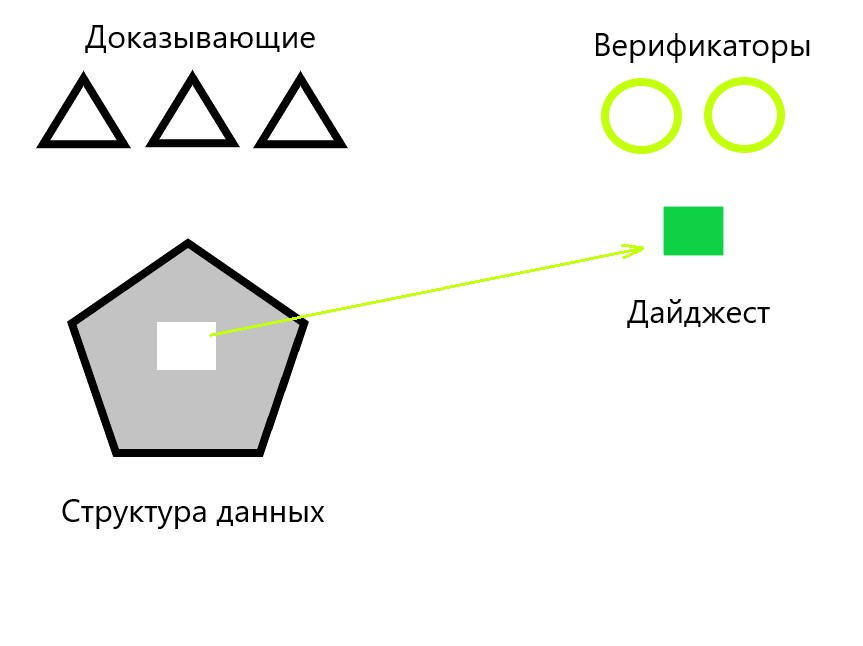 Доказывающие
Верификаторы
Дайджест
Структура данных